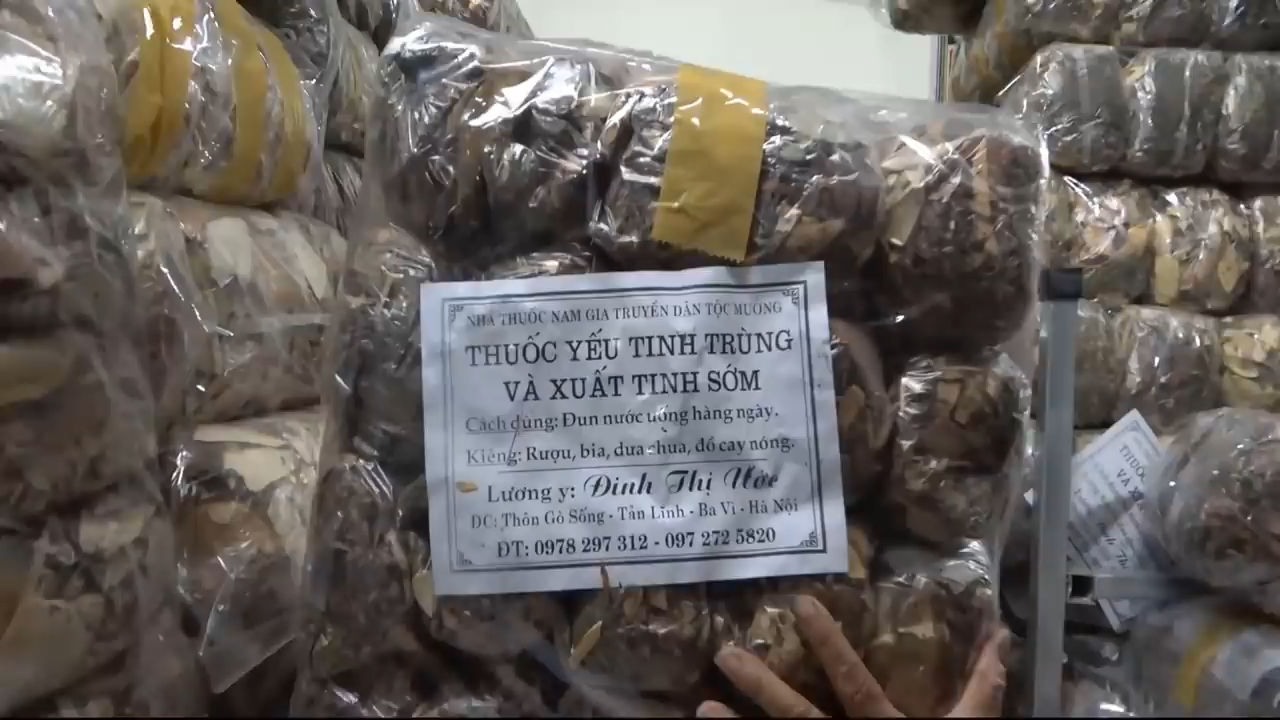 NHÀ THUỐC NAM GIA TRUYỀN DÂN TỘC MƯỜNG
THUỐC YẾU TINH TRÙNG
VÀ XUẤT TINH SỚM
Cách dùng: Đun nước uống hàng ngày.
Kiêng: Rượu, bia, dưa chua, đồ cay nóng.
Lương y: Đinh Thị Ước
ĐC: Thôn Gò Sống - Tản Lĩnh - Ba Vì - Hà Nội
ĐT: 0978 297 312 - 097 272 5820
THUỐC
VÀ X